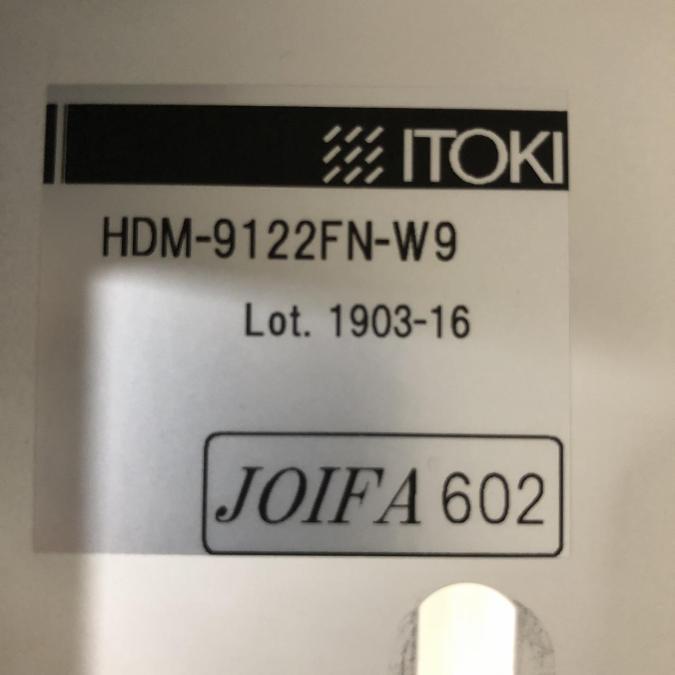 ITOKI
HDM-9122FN-W9
Lot. 1903-16
JOIFA 602